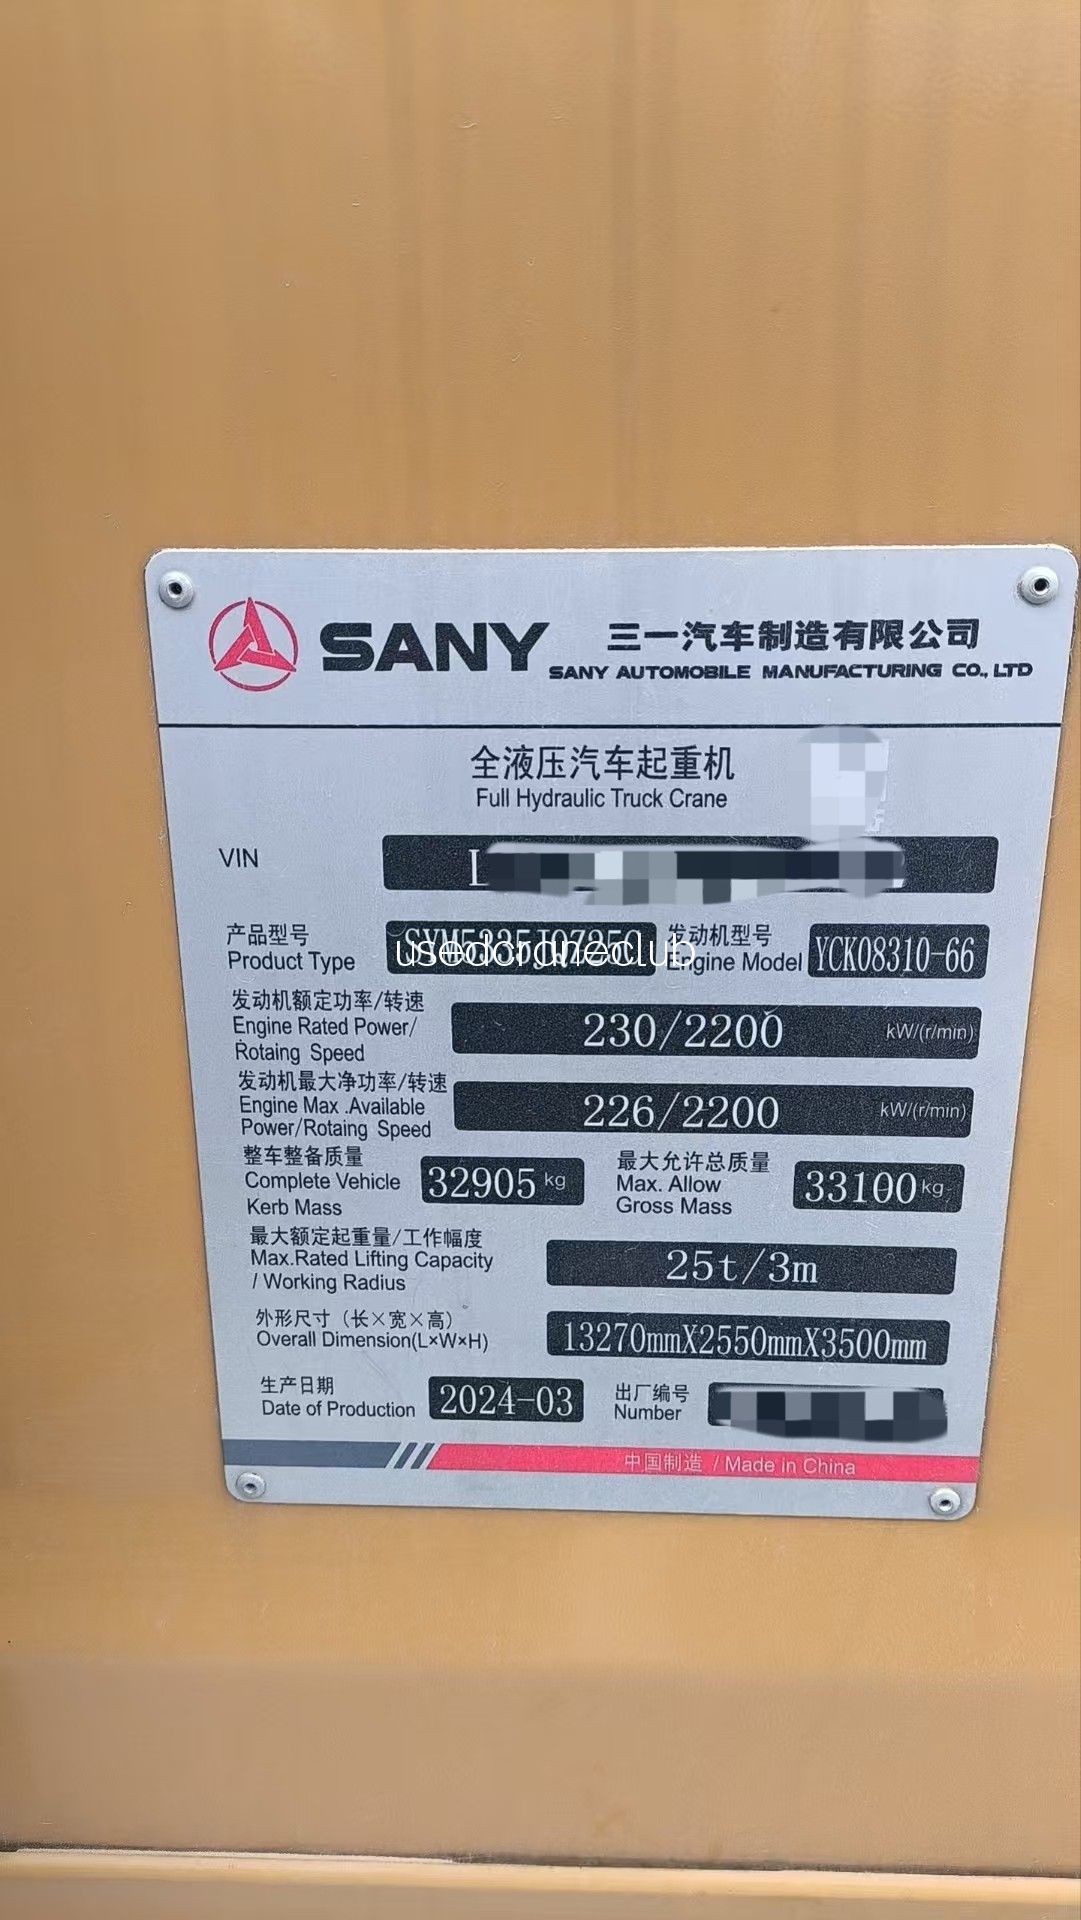 SANY 三一汽车制造有限公司
SANY AUTOMOBILE MANUFACTURING CO., LTD
全液压汽车起重机
Full Hydraulic Truck Crane
VIN L
产品型号 发动机型号
Product Type Engine Model YCK08310-66
usedcraneclub
发动机额定功率/转速
Engine Rated Power/ 230/2200 kW/(r/min)
Rotaing Speed
发动机最大净功率/转速
Engine Max .Available 226/2200 kW/(r/min)
Power/Rotaing Speed
整车整备质量 最大允许总质量
Complete Vehicle 32905 kg Max. Allow 33100 kg
Kerb Mass Gross Mass
最大额定起重量/工作幅度
Max.Rated Lifting Capacity 25t/3m
/ Working Radius
外形尺寸（长×宽×高）
Overall Dimension(L×W×H) 13270mmX2550mmX3500mm
生产日期 出厂编号
Date of Production 2024-03 Number
中国制造 / Made in China